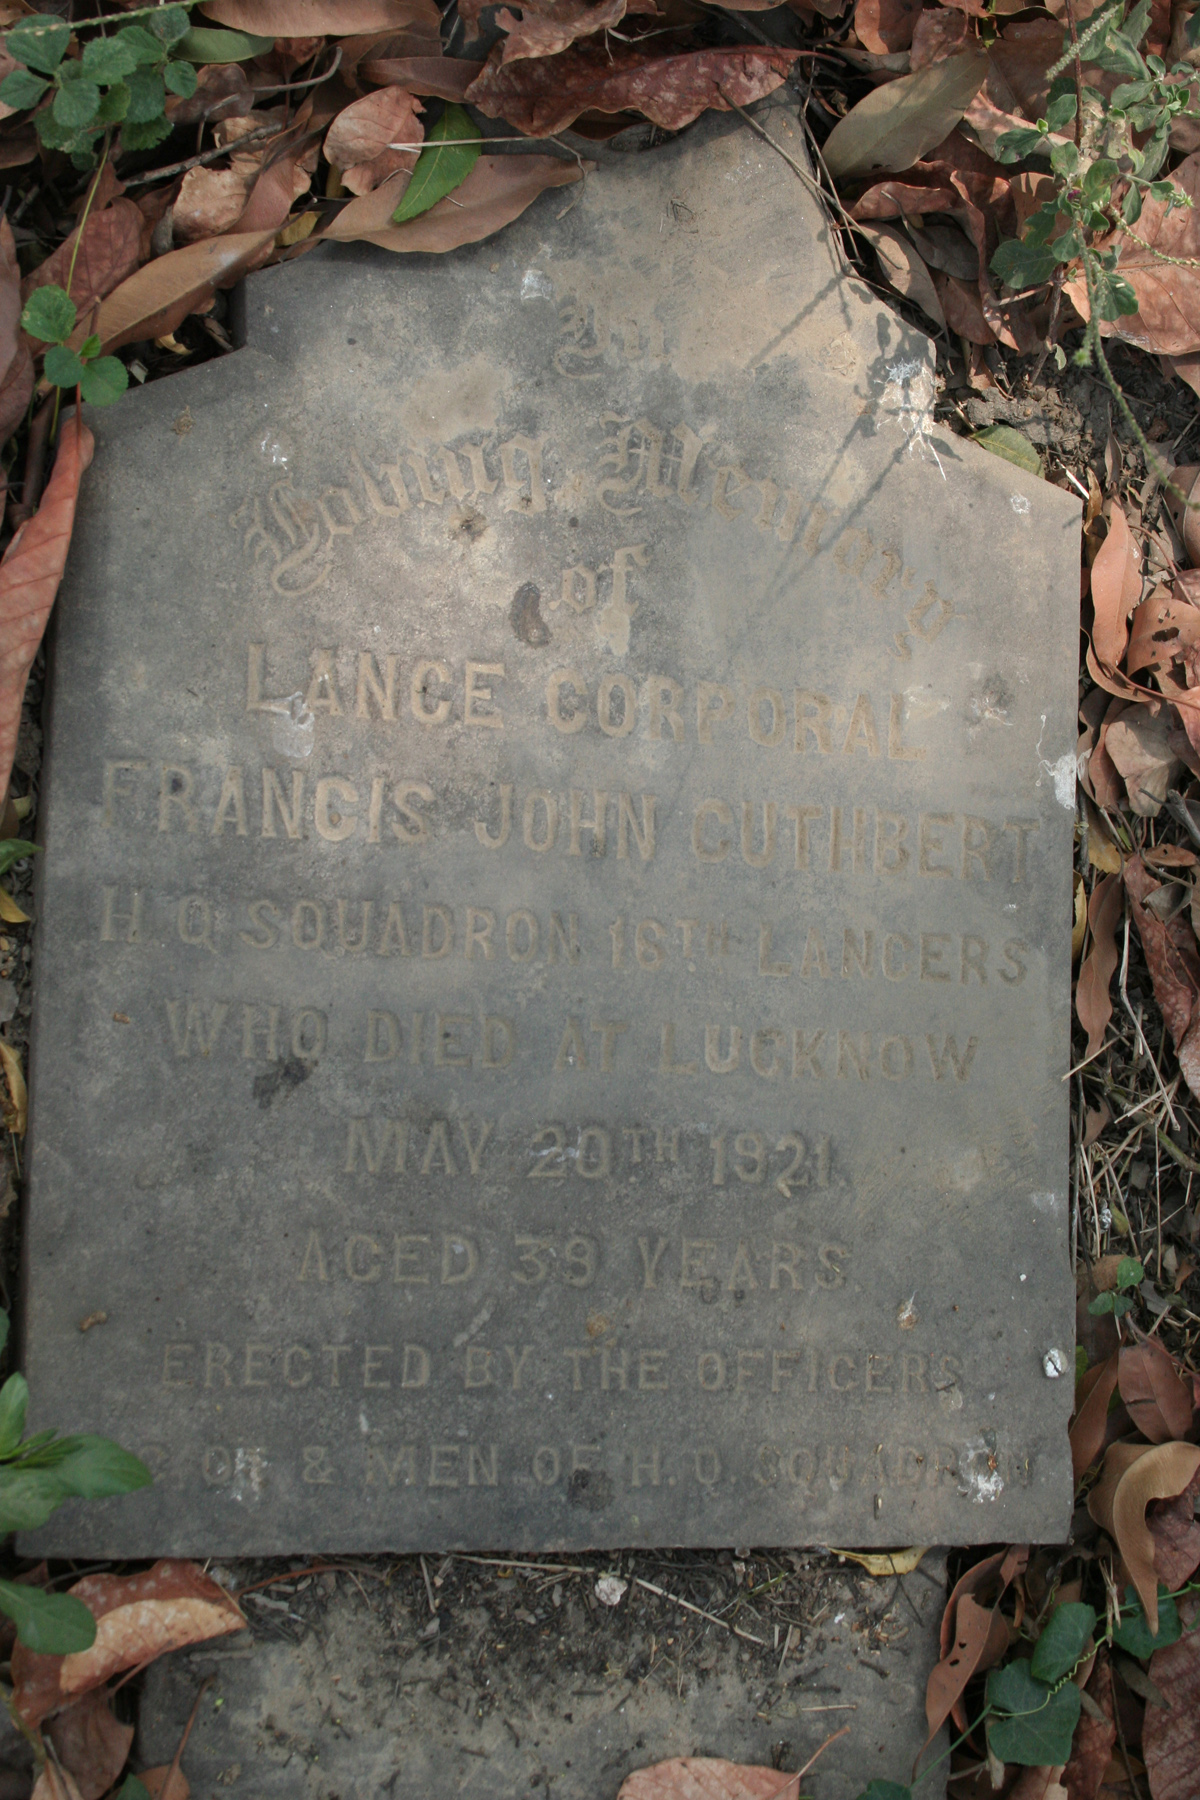 In
Loving Memory
of
LANCE CORPORAL
FRANCIS JOHN CUTHBERT
H Q SQUADRON 16TH LANCERS
WHO DIED AT LUCKNOW
MAY 20TH 1921.
AGED 39 YEARS
ERECTED BY THE OFFICERS
& MEN OF H.Q SQUADRON